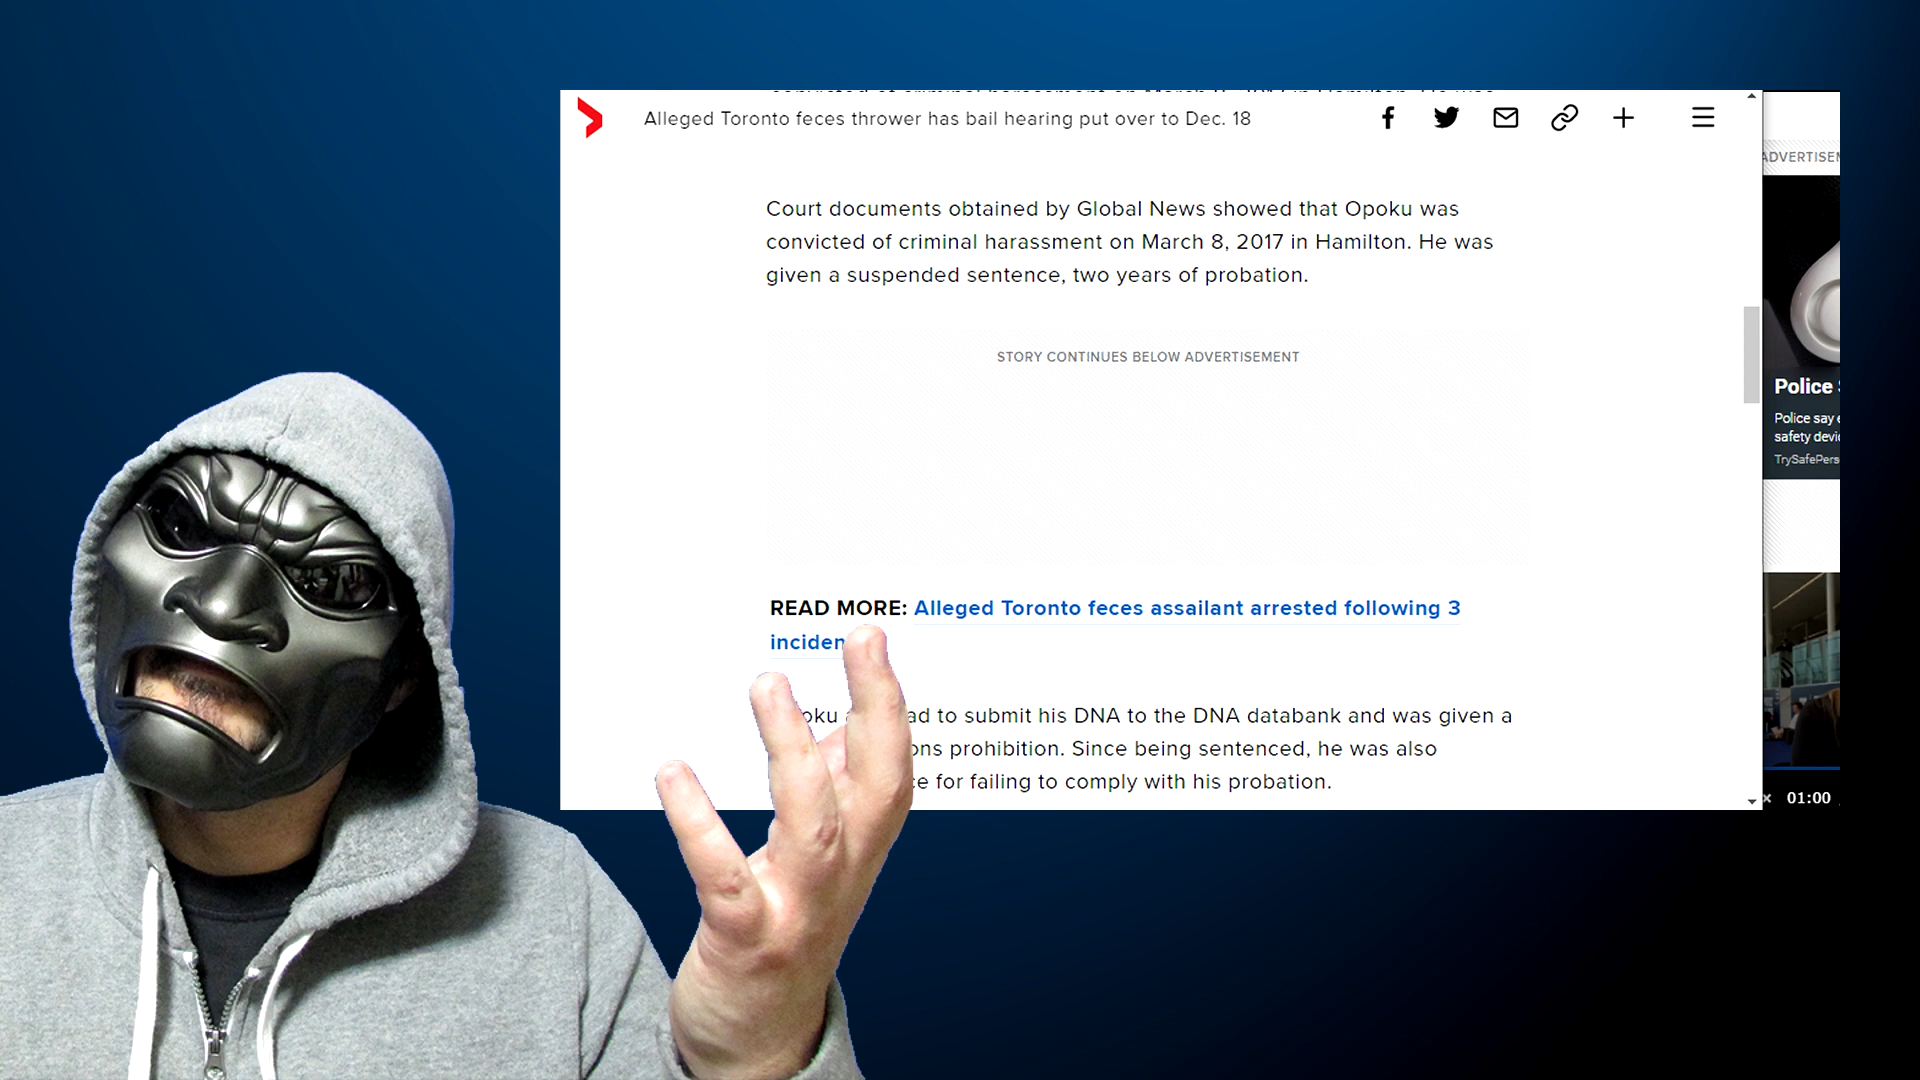 Alleged Toronto feces thrower has bail hearing put over to Dec. 18
Court documents obtained by Global News showed that Opoku was
convicted of criminal harassment on March 8, 2017 in Hamilton. He was
given a suspended sentence, two years of probation.
STORY CONTINUES BELOW ADVERTISEMENT
READ MORE: Alleged Toronto feces assailant arrested following 3
inciden
oku a ad to submit his DNA to the DNA databank and was given a
ons prohibition. Since being sentenced, he was also
ce for failing to comply with his probation.
ADVERTISEM
Police S
Police say e
safety devi
TrySafePers
01:00